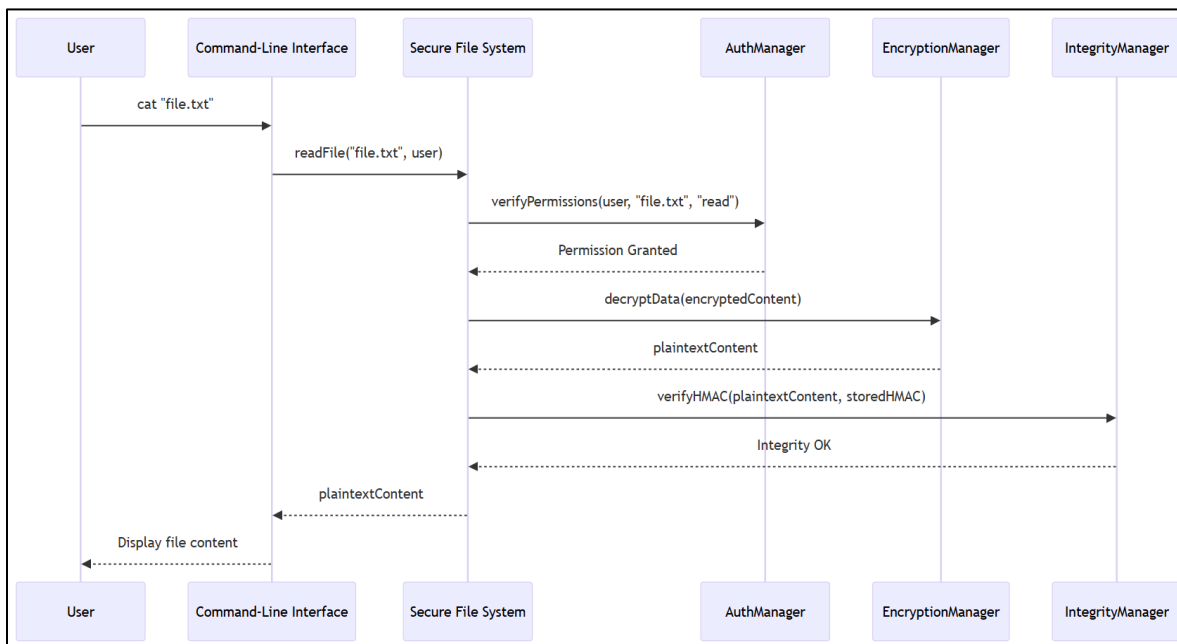 User
Command-Line Interface
Secure File System
AuthManager
EncryptionManager
IntegrityManager
cat "file.txt"
readFile("file.txt", user)
verifyPermissions(user, "file.txt", "read")
Permission Granted
decryptData(encryptedContent)
plaintextContent
verifyHMAC(plaintextContent, storedHMAC)
Integrity OK
plaintextContent
Display file content
User
Command-Line Interface
Secure File System
AuthManager
EncryptionManager
IntegrityManager